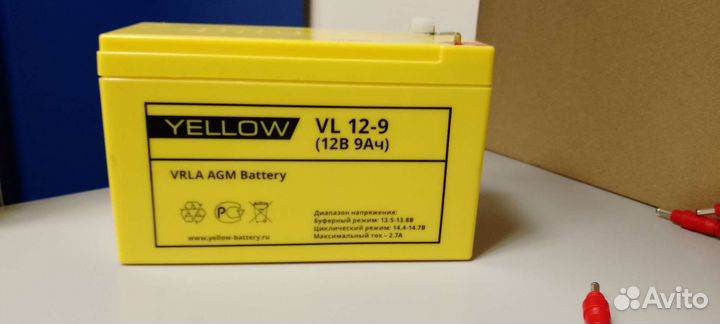 YELLOW
VL 12-9
(12В 9Ач)
VRLA AGM Battery
Диапазон напряжения:
Буферный режим: 13.5-13.8В
Циклический режим: 14.4-14.7В
Максимальный ток – 2.7А
www.yellow-battery.ru
Avito